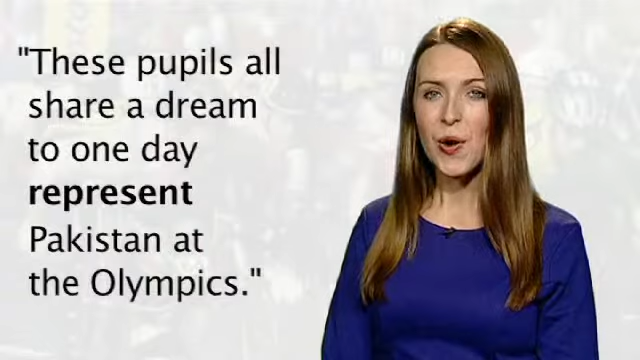 "These pupils all
share a dream
to one day
represent
Pakistan at
the Olympics."